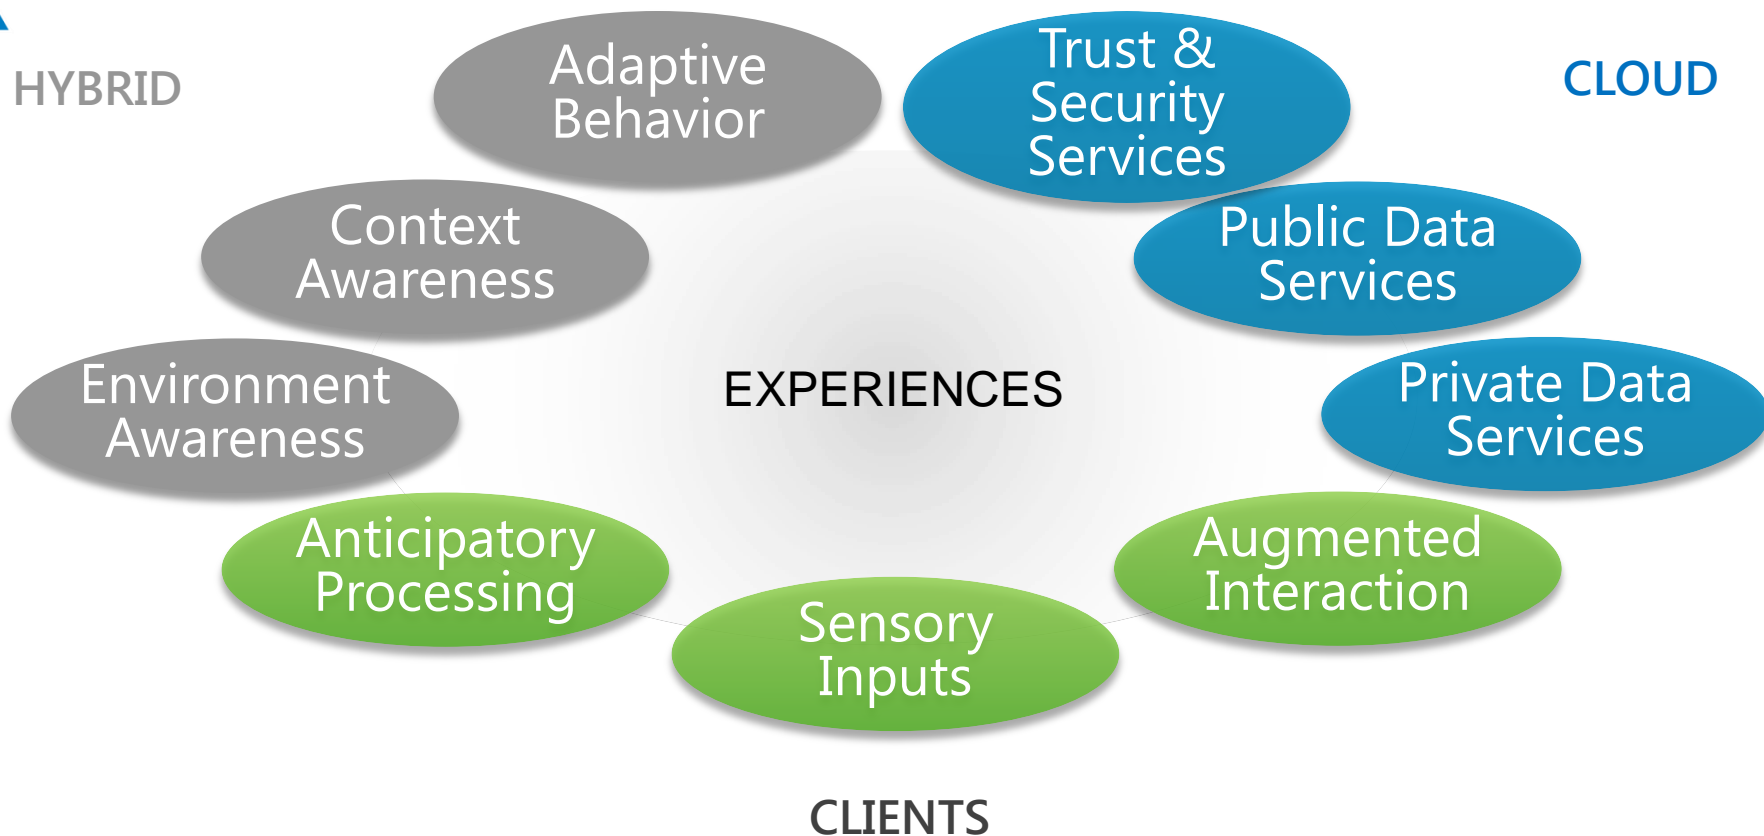 HYBRID
Adaptive
Behavior
Trust &
Security
Services
CLOUD
Context
Awareness
Public Data
Services
Environment
Awareness
EXPERIENCES
Private Data
Services
Anticipatory
Processing
Sensory
Inputs
Augmented
Interaction
CLIENTS